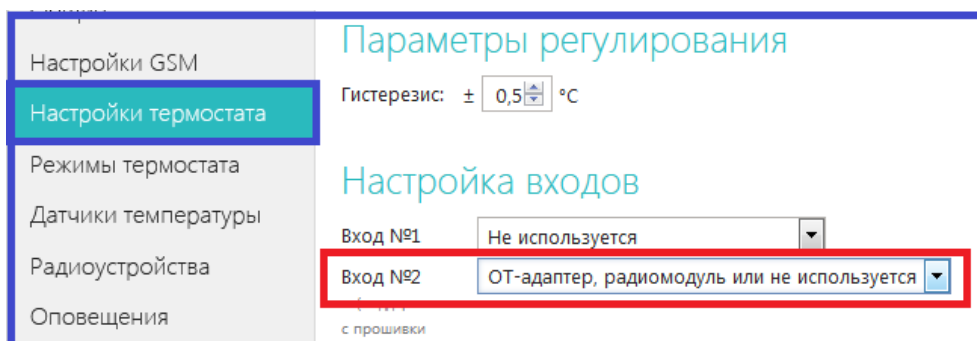 Настройки GSM
Настройки термостата
Режимы термостата
Датчики температуры
Радиоустройства
Оповещения
Параметры регулирования
Гистерезис: ± 0,5 °C
Настройка входов
Вход №1 Не используется
Вход №2 ОТ-адаптер, радиомодуль или не используется
с прошивки